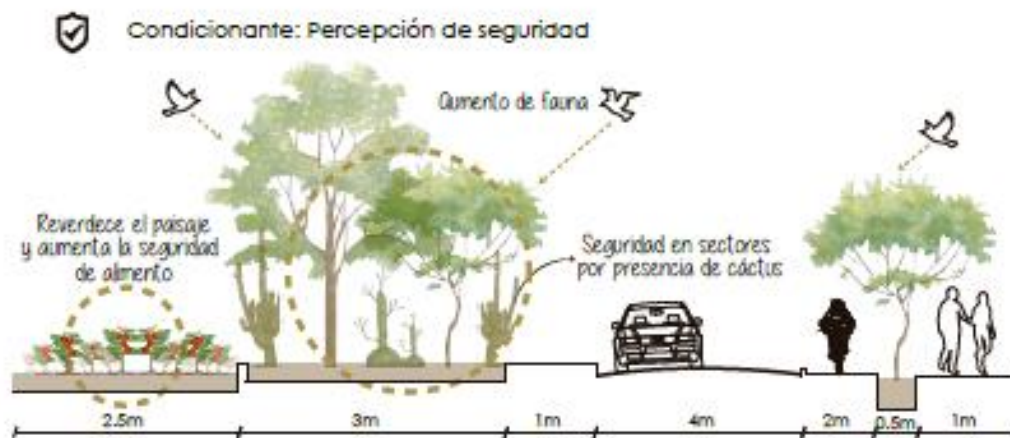 Condicionante: Percepción de seguridad
Aumento de fauna
Reverdece el paisaje
y aumenta la seguridad
de alimento
Seguridad en sectores
por presencia de cáctus
2.5m
3m
1m
4m
2m
0.5m
1m